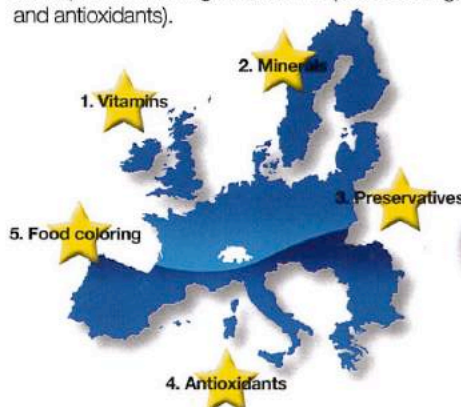 and antioxidants).
1. Vitamins
2. Minerals
3. Preservatives
4. Antioxidants
5. Food coloring